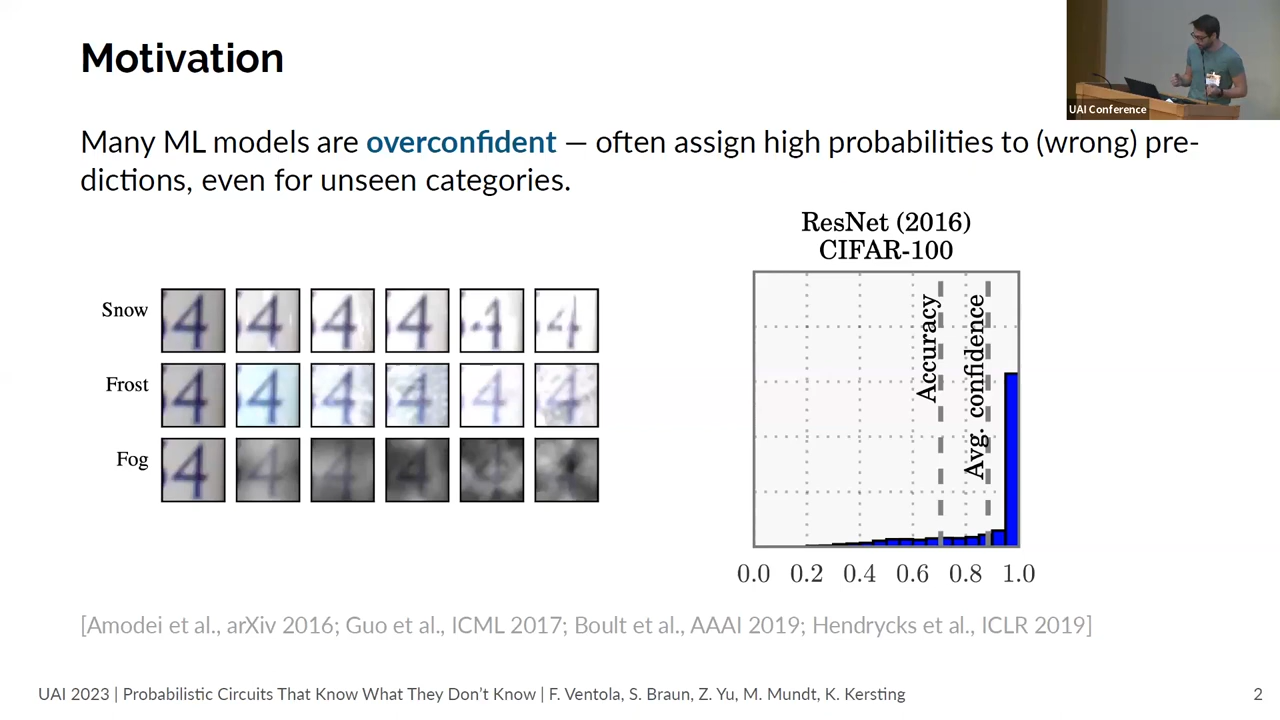 Motivation
UAI Conference
Many ML models are overconfident — often assign high probabilities to (wrong) pre-
dictions, even for unseen categories.
Snow
Frost
Fog
ResNet (2016)
CIFAR-100
Accuracy
Avg. confidence
0.0 0.2 0.4 0.6 0.8 1.0
[Amodei et al., arXiv 2016; Guo et al., ICML 2017; Boult et al., AAAI 2019; Hendrycks et al., ICLR 2019]
UAI 2023 | Probabilistic Circuits That Know What They Don't Know | F. Ventola, S. Braun, Z. Yu, M. Mundt, K. Kersting
2